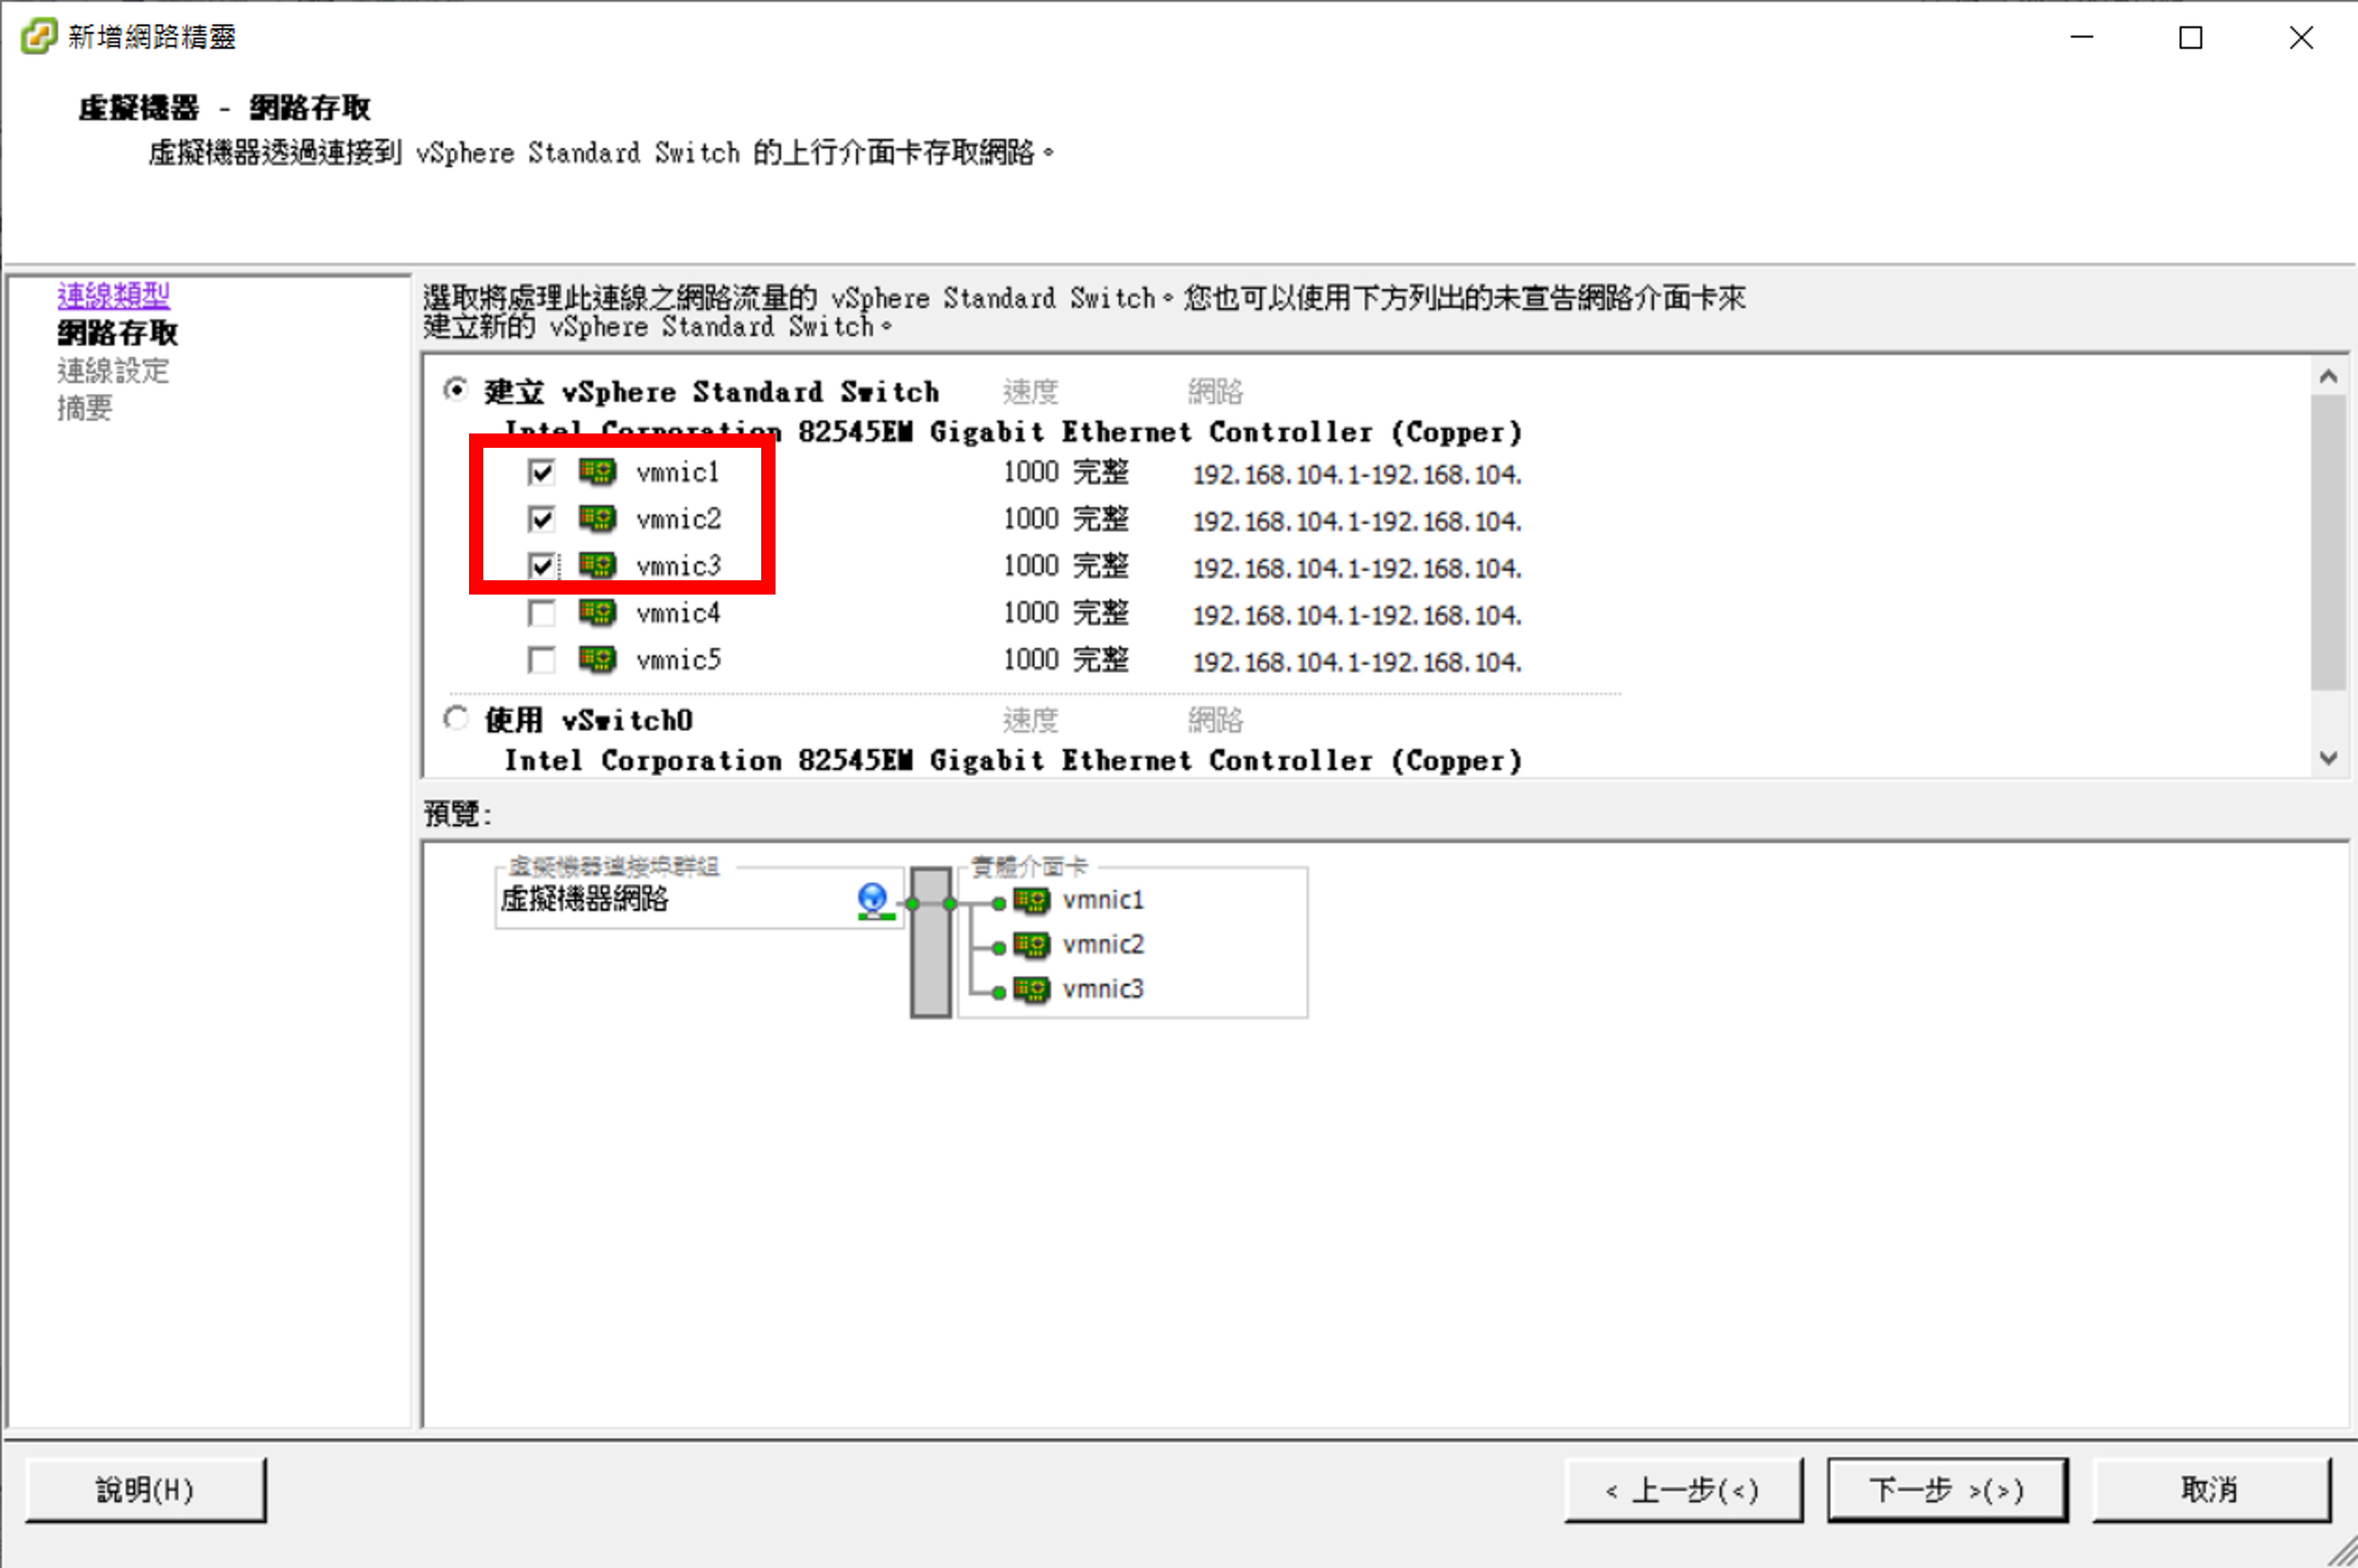 新增網路精靈
虛擬機器 - 網路存取
虛擬機器透過連接到 vSphere Standard Switch 的上行介面卡存取網路。
連線類型
網路存取
連線設定
摘要
選取將處理此連線之網路流量的 vSphere Standard Switch。您也可以使用下方列出的未宣告網路介面卡來
建立新的 vSphere Standard Switch。
建立 vSphere Standard Switch 速度 網路
Intel Corporation 82545EM Gigabit Ethernet Controller (Copper)
vmnic1 1000 完整 192.168.104.1-192.168.104.
vmnic2 1000 完整 192.168.104.1-192.168.104.
vmnic3 1000 完整 192.168.104.1-192.168.104.
vmnic4 1000 完整 192.168.104.1-192.168.104.
vmnic5 1000 完整 192.168.104.1-192.168.104.
使用 vSwitch0 速度 網路
Intel Corporation 82545EM Gigabit Ethernet Controller (Copper)
預覽:
虛擬機器連接埠群組 實體介面卡
虛擬機器網路 vmnic1
vmnic2
vmnic3
說明(H) < 上一步(<) 下一步 >(>) 取消